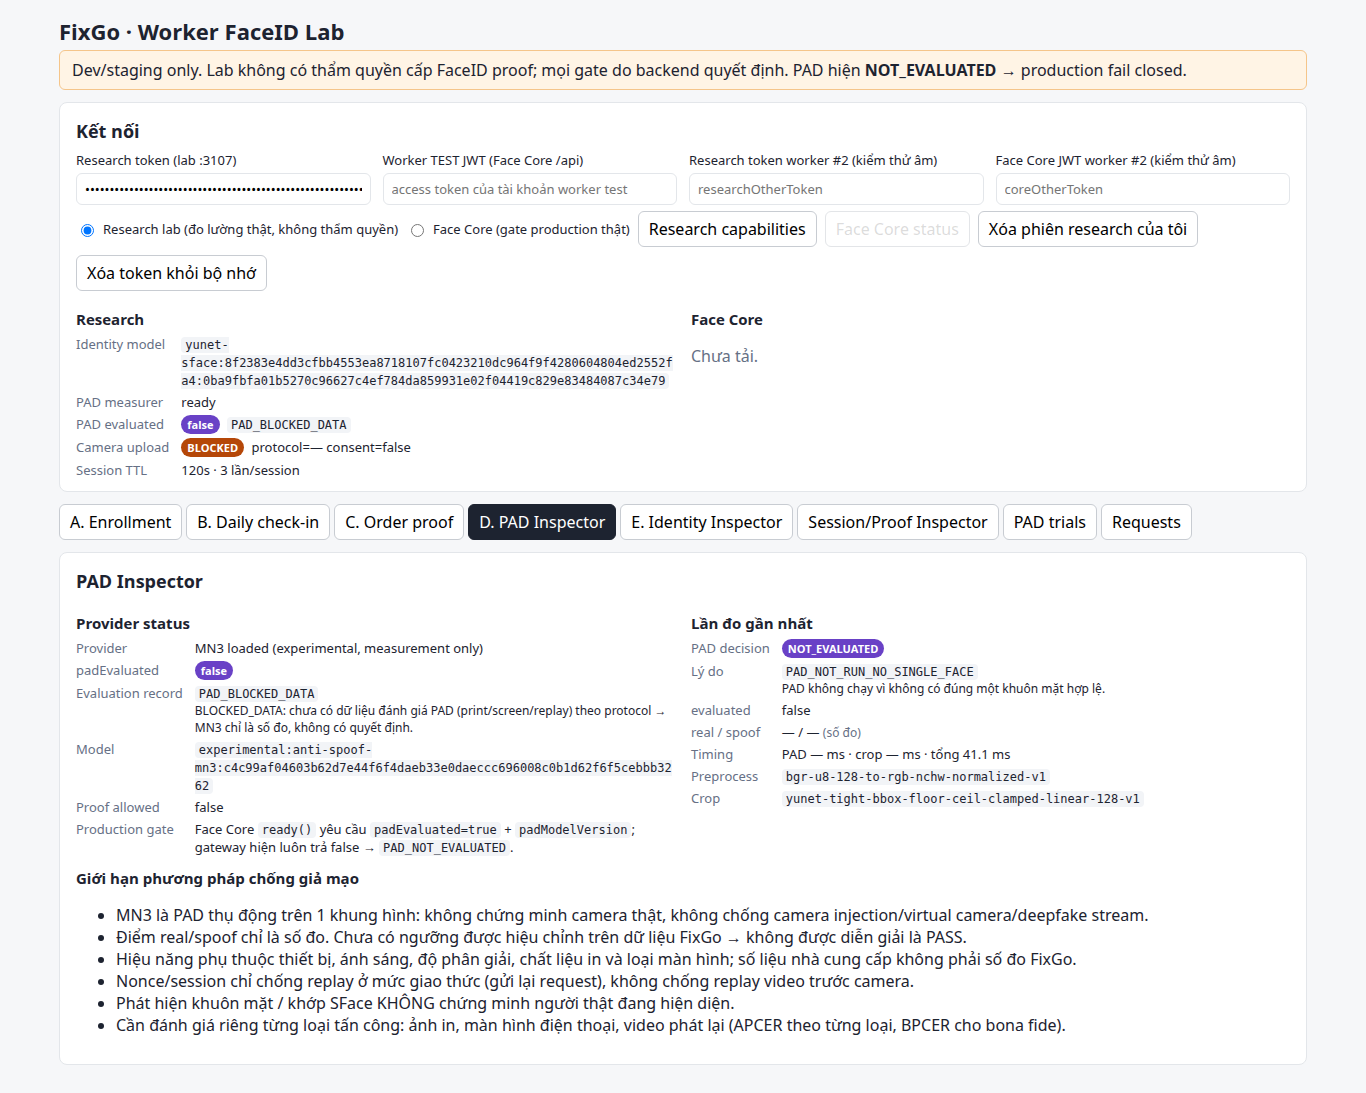 FixGo · Worker FaceID Lab
Dev/staging only. Lab không có thẩm quyền cấp FaceID proof; mọi gate do backend quyết định. PAD hiện NOT_EVALUATED → production fail closed.
Kết nối
Research token (lab :3107)
Worker TEST JWT (Face Core /api)
Research token worker #2 (kiểm thử âm)
Face Core JWT worker #2 (kiểm thử âm)
access token của tài khoản worker test
researchOtherToken
coreOtherToken
Research lab (đo lường thật, không thẩm quyền)
Face Core (gate production thật)
Research capabilities
Face Core status
Xóa phiên research của tôi
Xóa token khỏi bộ nhớ
Research
Identity model
yunet-
sface:8f2383e4dd3cfbb4553ea8718107fc0423210dc964f9f4280604804ed2552f
a4:0ba9fbfa01b5270c96627c4ef784da859931e02f04419c829e83484087c34e79
PAD measurer ready
PAD evaluated false PAD_BLOCKED_DATA
Camera upload BLOCKED protocol=— consent=false
Session TTL 120s · 3 lần/session
Face Core
Chưa tải.
A. Enrollment
B. Daily check-in
C. Order proof
D. PAD Inspector
E. Identity Inspector
Session/Proof Inspector
PAD trials
Requests
PAD Inspector
Provider status
Provider MN3 loaded (experimental, measurement only)
padEvaluated false
Evaluation record PAD_BLOCKED_DATA
BLOCKED_DATA: chưa có dữ liệu đánh giá PAD (print/screen/replay) theo protocol →
MN3 chỉ là số đo, không có quyết định.
Model experimental:anti-spoof-
mn3:c4c99af04603b62d7e44f6f4daeb33e0daeccc696008c0b1d62f6f5cebbb32
62
Proof allowed false
Production gate Face Core ready() yêu cầu padEvaluated=true + padModelVersion;
gateway hiện luôn trả false → PAD_NOT_EVALUATED.
Lần đo gần nhất
PAD decision NOT_EVALUATED
Lý do PAD_NOT_RUN_NO_SINGLE_FACE
PAD không chạy vì không có đúng một khuôn mặt hợp lệ.
evaluated false
real / spoof — / — (số đo)
Timing PAD — ms · crop — ms · tổng 41.1 ms
Preprocess bgr-u8-128-to-rgb-nchw-normalized-v1
Crop yunet-tight-bbox-floor-ceil-clamped-linear-128-v1
Giới hạn phương pháp chống giả mạo
• MN3 là PAD thụ động trên 1 khung hình: không chứng minh camera thật, không chống camera injection/virtual camera/deepfake stream.
• Điểm real/spoof chỉ là số đo. Chưa có ngưỡng được hiệu chỉnh trên dữ liệu FixGo → không được diễn giải là PASS.
• Hiệu năng phụ thuộc thiết bị, ánh sáng, độ phân giải, chất liệu in và loại màn hình; số liệu nhà cung cấp không phải số đo FixGo.
• Nonce/session chỉ chống replay ở mức giao thức (gửi lại request), không chống replay video trước camera.
• Phát hiện khuôn mặt / khớp SFace KHÔNG chứng minh người thật đang hiện diện.
• Cần đánh giá riêng từng loại tấn công: ảnh in, màn hình điện thoại, video phát lại (APCER theo từng loại, BPCER cho bona fide).